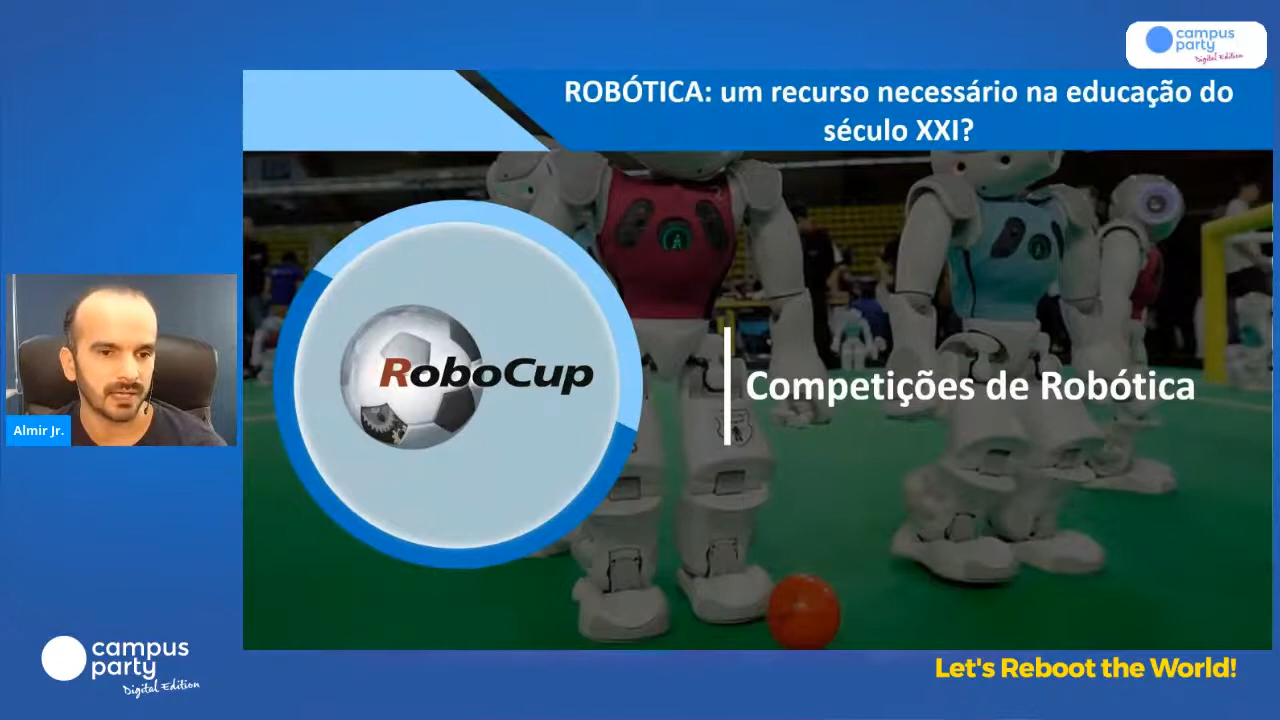 campus
party
Digital Edition
ROBÓTICA: um recurso necessário na educação do
século XXI?
RoboCup
Competições de Robótica
Almir Jr.
campus
party
Digital Edition
Let's Reboot the World!